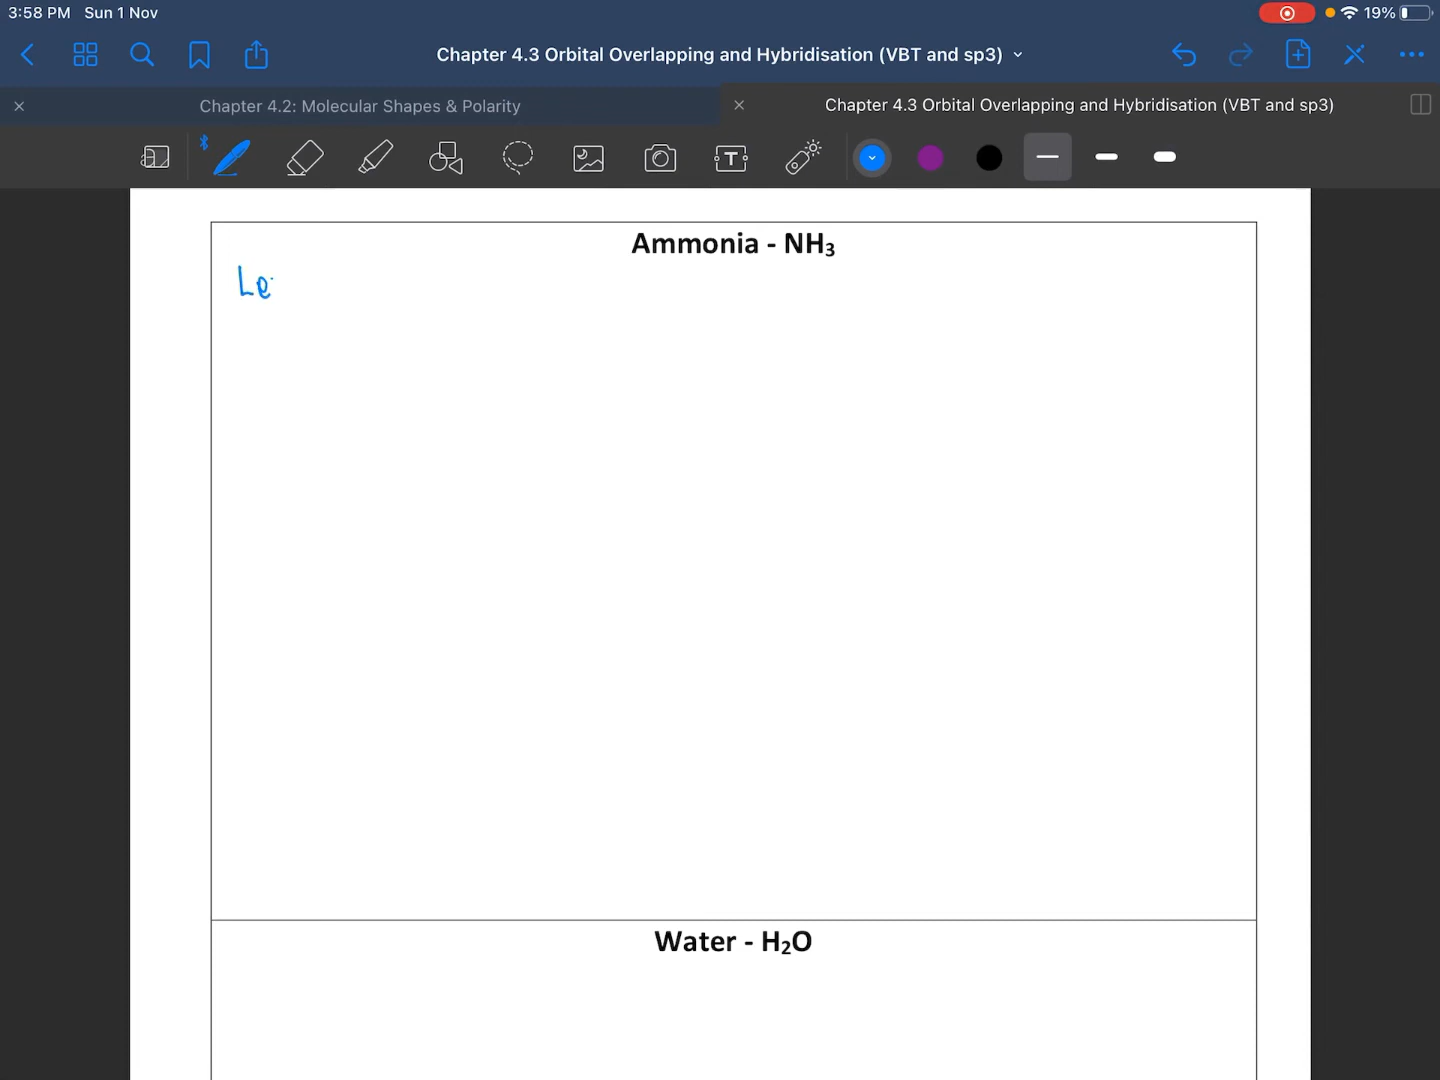 3:58 PM Sun 1 Nov 19%
Chapter 4.3 Orbital Overlapping and Hybridisation (VBT and sp3)
Chapter 4.2: Molecular Shapes & Polarity
Chapter 4.3 Orbital Overlapping and Hybridisation (VBT and sp3)
T
Ammonia - NH₃
Le
Water - H₂O